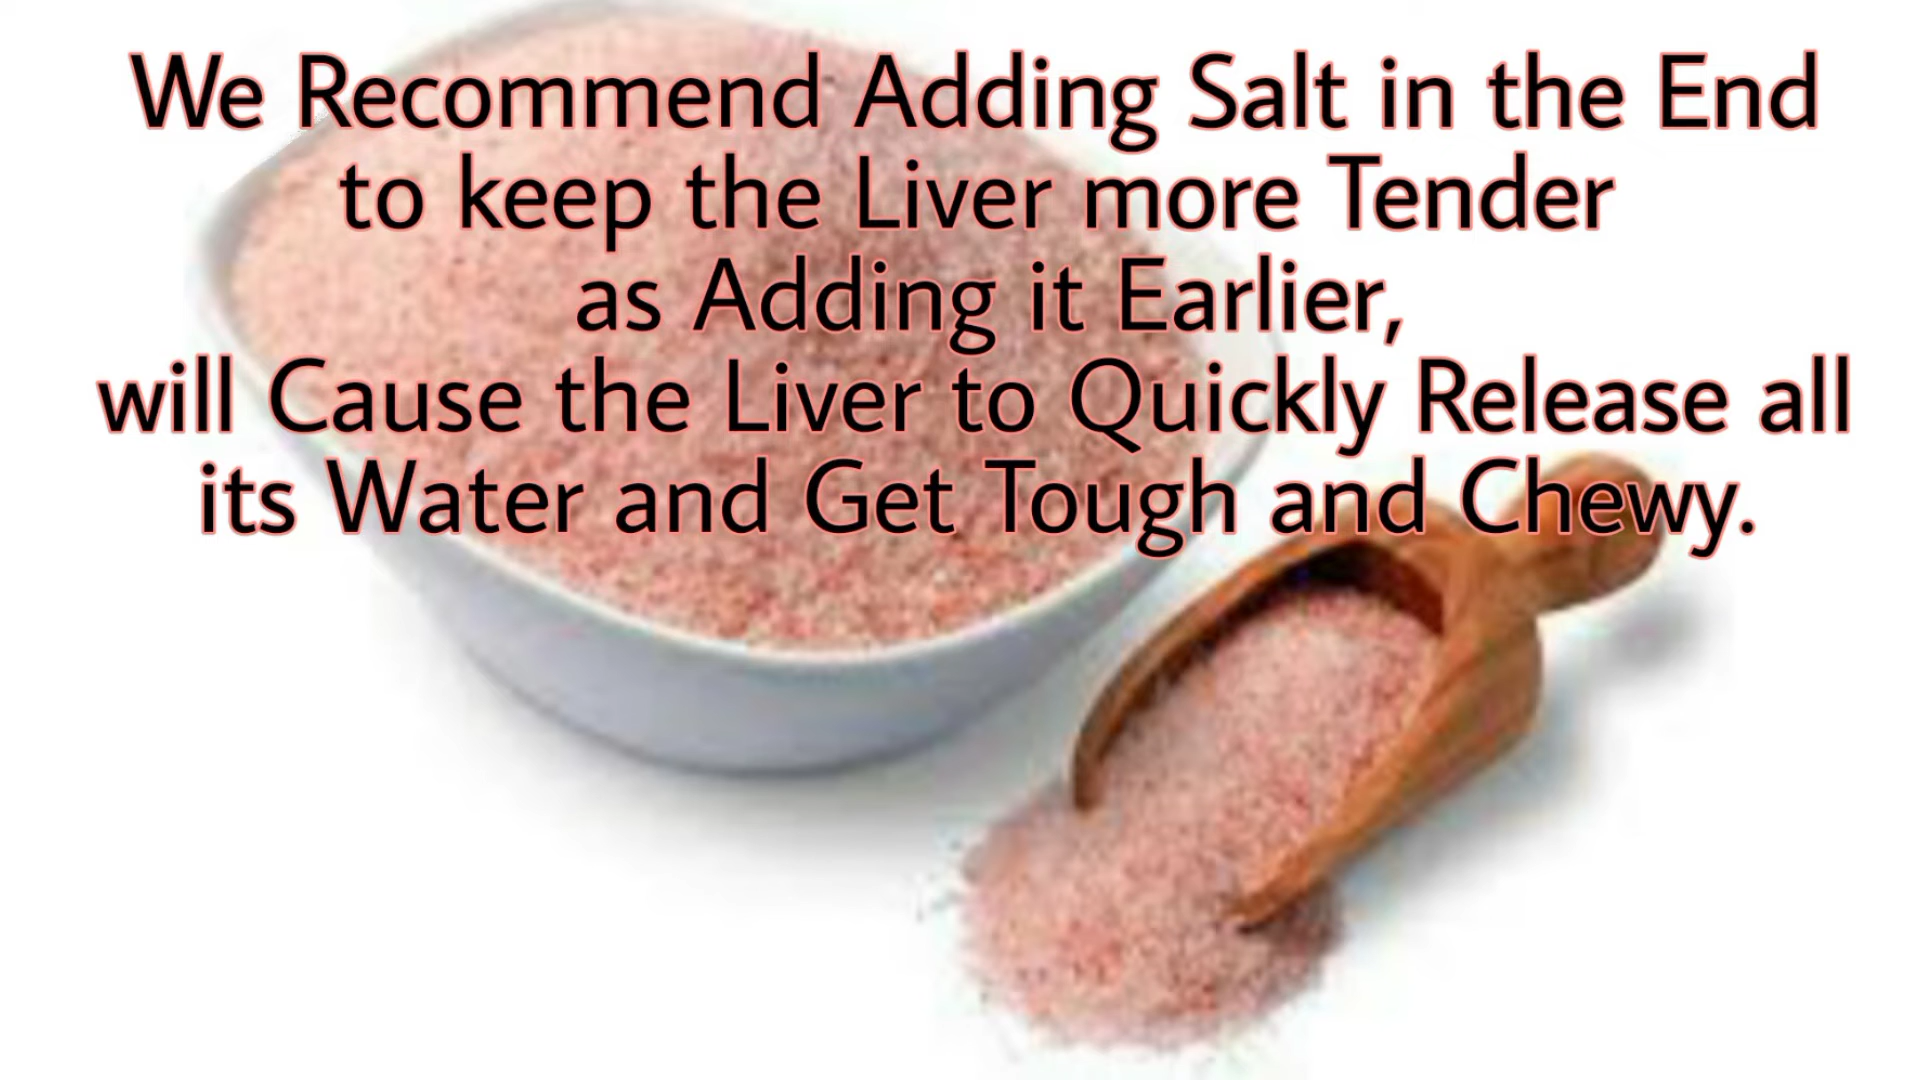 We Recommend Adding Salt in the End
to keep the Liver more Tender
as Adding it Earlier,
will Cause the Liver to Quickly Release all
its Water and Get Tough and Chewy.